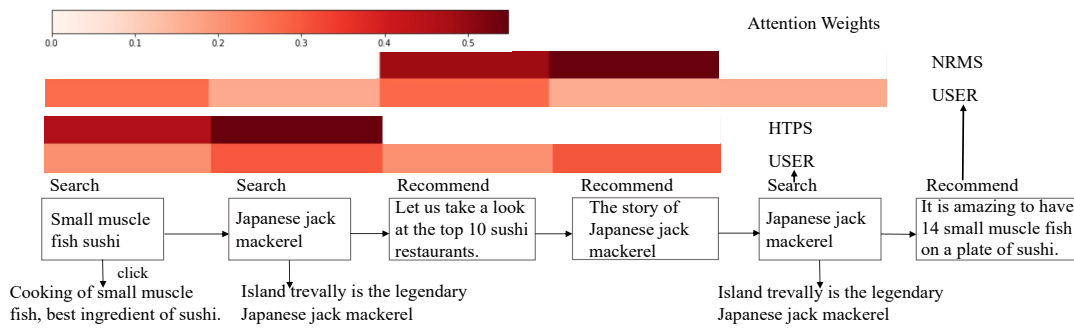 Attention Weights
0.0 0.1 0.2 0.3 0.4 0.5
NRMS
USER
HTPS
USER
Search
Search
Recommend
Recommend
Search
Recommend
Small muscle
fish sushi
Japanese jack
mackerel
Let us take a look
at the top 10 sushi
restaurants.
The story of
Japanese jack
mackerel
Japanese jack
mackerel
It is amazing to have
14 small muscle fish
on a plate of sushi.
click
Cooking of small muscle
fish, best ingredient of sushi.
Island trevally is the legendary
Japanese jack mackerel
Island trevally is the legendary
Japanese jack mackerel